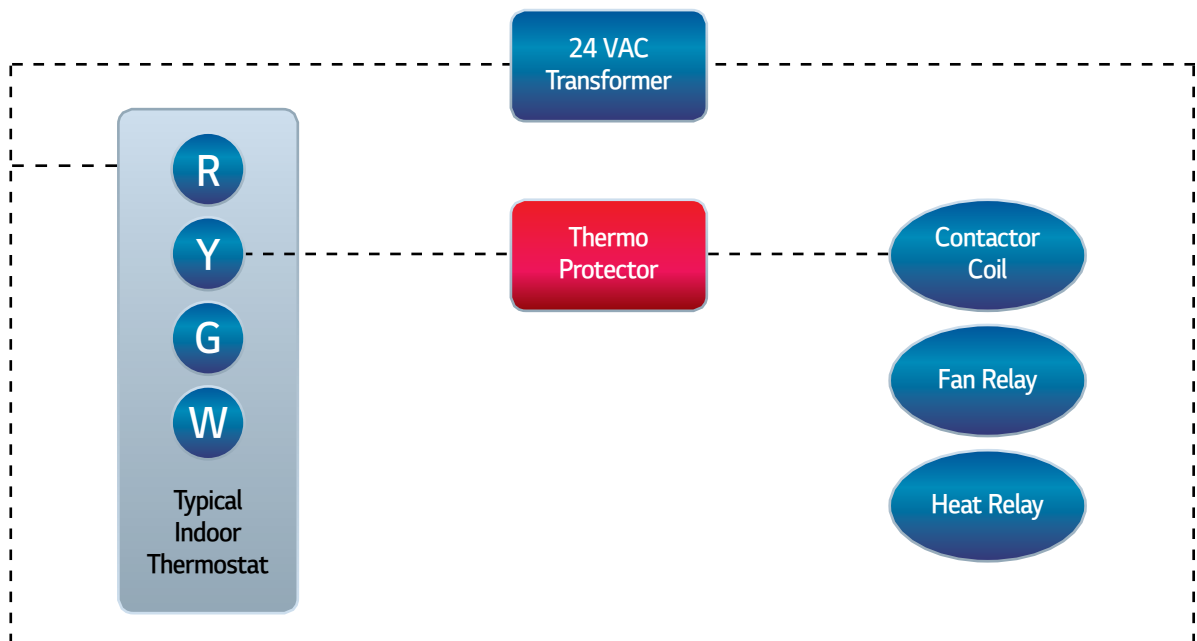 24 VAC
Transformer
R
Y
G
W
Typical
Indoor
Thermostat
Thermo
Protector
Contactor
Coil
Fan Relay
Heat Relay